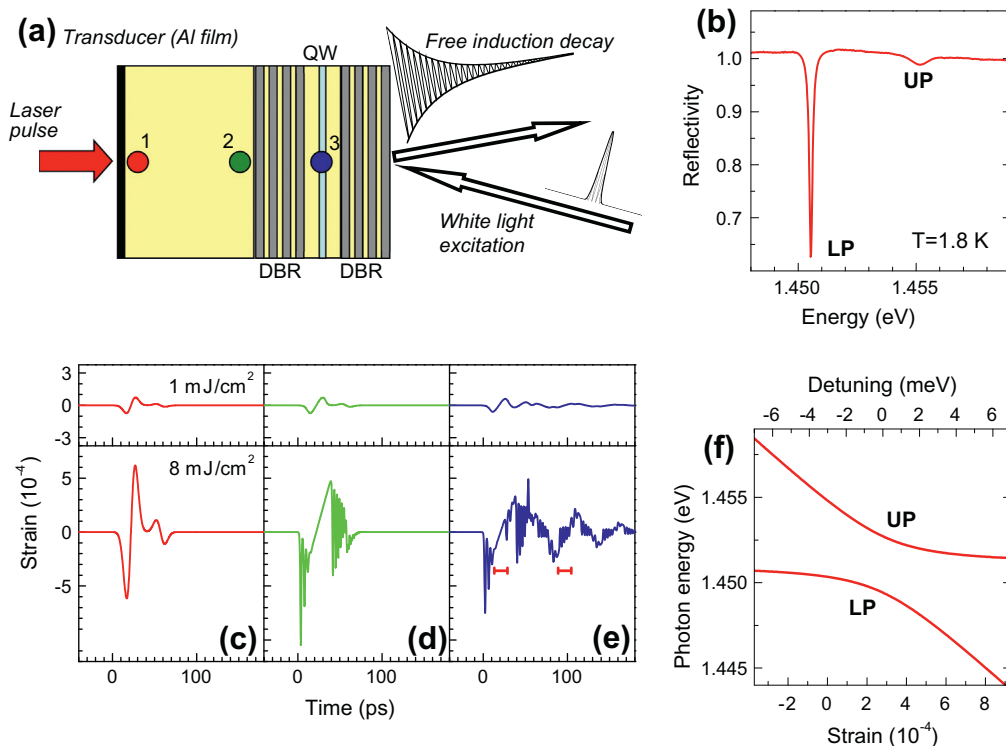 (a)
Transducer (Al film)
QW
Free induction decay
Laser
pulse
1
2
3
White light
excitation
DBR
DBR
(b)
1.0
0.9
0.8
0.7
Reflectivity
UP
LP
T=1.8 K
1.450
1.455
Energy (eV)
3
0
-3
1 mJ/cm²
5
0
-5
8 mJ/cm²
Strain (10⁻⁴)
(c)
(d)
(e)
0
100
0
100
0
100
Time (ps)
Detuning (meV)
-6
-4
-2
0
2
4
6
(f)
1.455
1.450
1.445
Photon energy (eV)
UP
LP
-2
0
2
4
6
8
Strain (10⁻⁴)